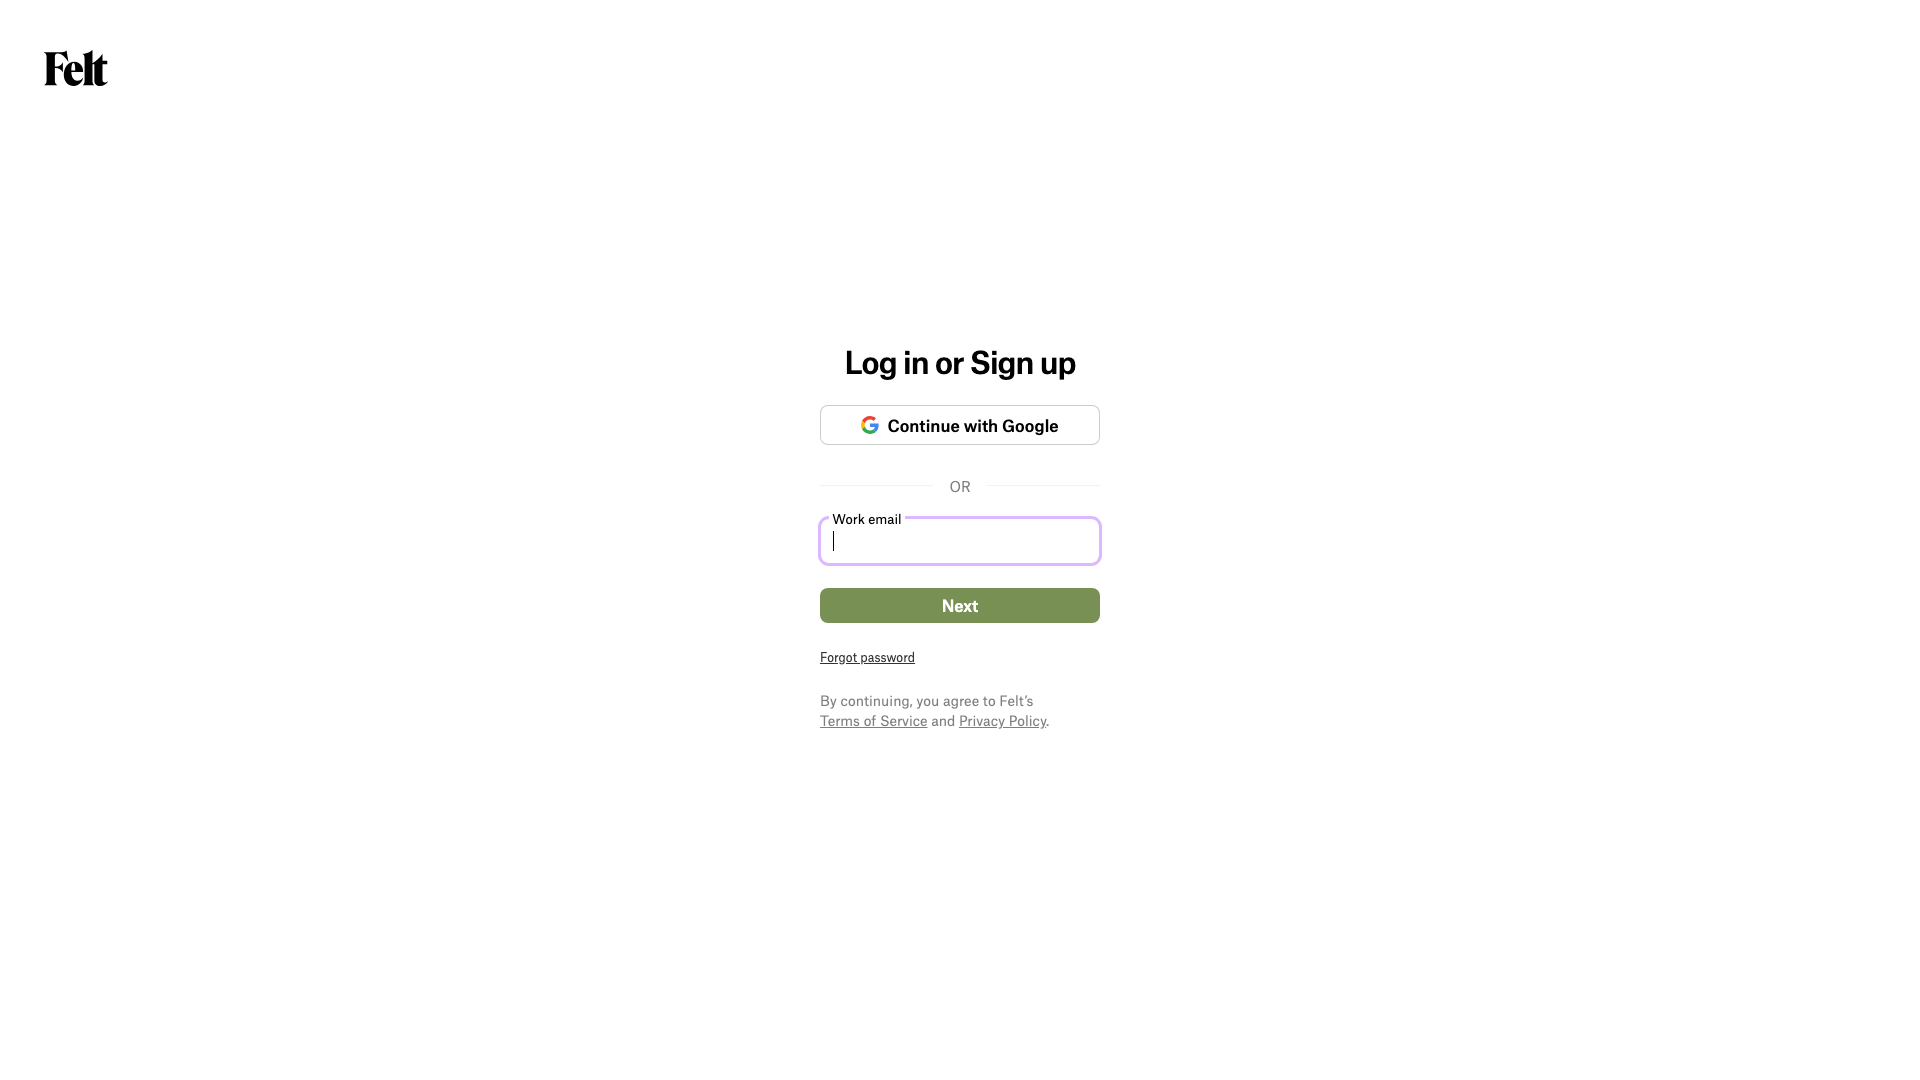 Felt
Log in or Sign up
Continue with Google
OR
Work email
Next
Forgot password
By continuing, you agree to Felt’s
Terms of Service and Privacy Policy.